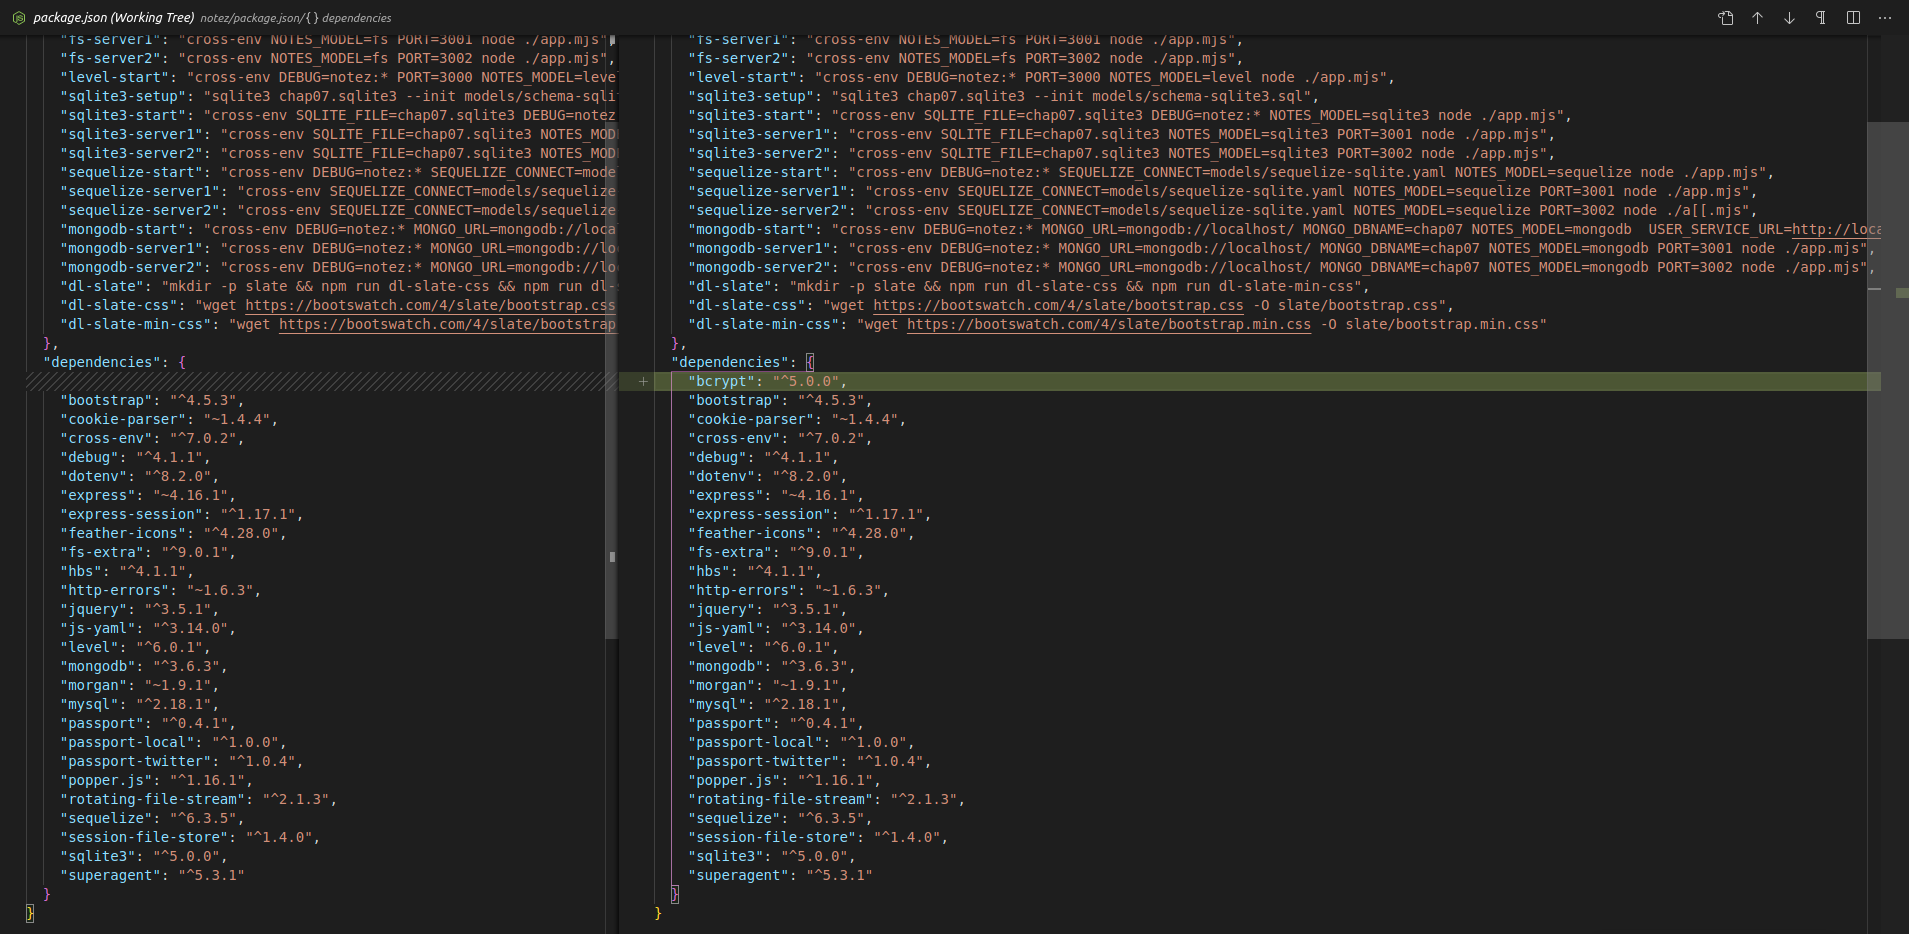 package.json (Working Tree) notez/package.json/{} dependencies
"fs-server1": "cross-env NOTES_MODEL=fs PORT=3001 node ./app.mjs",
"fs-server2": "cross-env NOTES_MODEL=fs PORT=3002 node ./app.mjs",
"level-start": "cross-env DEBUG=notez:* PORT=3000 NOTES_MODEL=leve
"sqlite3-setup": "sqlite3 chap07.sqlite3 --init models/schema-sqli
"sqlite3-start": "cross-env SQLITE_FILE=chap07.sqlite3 DEBUG=notez
"sqlite3-server1": "cross-env SQLITE_FILE=chap07.sqlite3 NOTES_MOD
"sqlite3-server2": "cross-env SQLITE_FILE=chap07.sqlite3 NOTES_MOD
"sequelize-start": "cross-env DEBUG=notez:* SEQUELIZE_CONNECT=mode
"sequelize-server1": "cross-env SEQUELIZE_CONNECT=models/sequelize
"sequelize-server2": "cross-env SEQUELIZE_CONNECT=models/sequelize
"mongodb-start": "cross-env DEBUG=notez:* MONGO_URL=mongodb://loca
"mongodb-server1": "cross-env DEBUG=notez:* MONGO_URL=mongodb://lo
"mongodb-server2": "cross-env DEBUG=notez:* MONGO_URL=mongodb://lo
"dl-slate": "mkdir -p slate && npm run dl-slate-css && npm run dl-s
"dl-slate-css": "wget https://bootswatch.com/4/slate/bootstrap.css
"dl-slate-min-css": "wget https://bootswatch.com/4/slate/bootstrap
},
"dependencies": {
"bootstrap": "^4.5.3",
"cookie-parser": "~1.4.4",
"cross-env": "^7.0.2",
"debug": "^4.1.1",
"dotenv": "^8.2.0",
"express": "~4.16.1",
"express-session": "^1.17.1",
"feather-icons": "^4.28.0",
"fs-extra": "^9.0.1",
"hbs": "^4.1.1",
"http-errors": "~1.6.3",
"jquery": "^3.5.1",
"js-yaml": "^3.14.0",
"level": "^6.0.1",
"mongodb": "^3.6.3",
"morgan": "~1.9.1",
"mysql": "^2.18.1",
"passport": "^0.4.1",
"passport-local": "^1.0.0",
"passport-twitter": "^1.0.4",
"popper.js": "^1.16.1",
"rotating-file-stream": "^2.1.3",
"sequelize": "^6.3.5",
"session-file-store": "^1.4.0",
"sqlite3": "^5.0.0",
"superagent": "^5.3.1"
}
}
"fs-server1": "cross-env NOTES_MODEL=fs PORT=3001 node ./app.mjs",
"fs-server2": "cross-env NOTES_MODEL=fs PORT=3002 node ./app.mjs",
"level-start": "cross-env DEBUG=notez:* PORT=3000 NOTES_MODEL=level node ./app.mjs",
"sqlite3-setup": "sqlite3 chap07.sqlite3 --init models/schema-sqlite3.sql",
"sqlite3-start": "cross-env SQLITE_FILE=chap07.sqlite3 DEBUG=notez:* NOTES_MODEL=sqlite3 node ./app.mjs",
"sqlite3-server1": "cross-env SQLITE_FILE=chap07.sqlite3 NOTES_MODEL=sqlite3 PORT=3001 node ./app.mjs",
"sqlite3-server2": "cross-env SQLITE_FILE=chap07.sqlite3 NOTES_MODEL=sqlite3 PORT=3002 node ./app.mjs",
"sequelize-start": "cross-env DEBUG=notez:* SEQUELIZE_CONNECT=models/sequelize-sqlite.yaml NOTES_MODEL=sequelize node ./app.mjs",
"sequelize-server1": "cross-env SEQUELIZE_CONNECT=models/sequelize-sqlite.yaml NOTES_MODEL=sequelize PORT=3001 node ./app.mjs",
"sequelize-server2": "cross-env SEQUELIZE_CONNECT=models/sequelize-sqlite.yaml NOTES_MODEL=sequelize PORT=3002 node ./a[[.mjs",
"mongodb-start": "cross-env DEBUG=notez:* MONGO_URL=mongodb://localhost/ MONGO_DBNAME=chap07 NOTES_MODEL=mongodb  USER_SERVICE_URL=http://loca
"mongodb-server1": "cross-env DEBUG=notez:* MONGO_URL=mongodb://localhost/ MONGO_DBNAME=chap07 NOTES_MODEL=mongodb PORT=3001 node ./app.mjs",
"mongodb-server2": "cross-env DEBUG=notez:* MONGO_URL=mongodb://localhost/ MONGO_DBNAME=chap07 NOTES_MODEL=mongodb PORT=3002 node ./app.mjs",
"dl-slate": "mkdir -p slate && npm run dl-slate-css && npm run dl-slate-min-css",
"dl-slate-css": "wget https://bootswatch.com/4/slate/bootstrap.css -O slate/bootstrap.css",
"dl-slate-min-css": "wget https://bootswatch.com/4/slate/bootstrap.min.css -O slate/bootstrap.min.css"
},
"dependencies": {
+ "bcrypt": "^5.0.0",
"bootstrap": "^4.5.3",
"cookie-parser": "~1.4.4",
"cross-env": "^7.0.2",
"debug": "^4.1.1",
"dotenv": "^8.2.0",
"express": "~4.16.1",
"express-session": "^1.17.1",
"feather-icons": "^4.28.0",
"fs-extra": "^9.0.1",
"hbs": "^4.1.1",
"http-errors": "~1.6.3",
"jquery": "^3.5.1",
"js-yaml": "^3.14.0",
"level": "^6.0.1",
"mongodb": "^3.6.3",
"morgan": "~1.9.1",
"mysql": "^2.18.1",
"passport": "^0.4.1",
"passport-local": "^1.0.0",
"passport-twitter": "^1.0.4",
"popper.js": "^1.16.1",
"rotating-file-stream": "^2.1.3",
"sequelize": "^6.3.5",
"session-file-store": "^1.4.0",
"sqlite3": "^5.0.0",
"superagent": "^5.3.1"
}
}